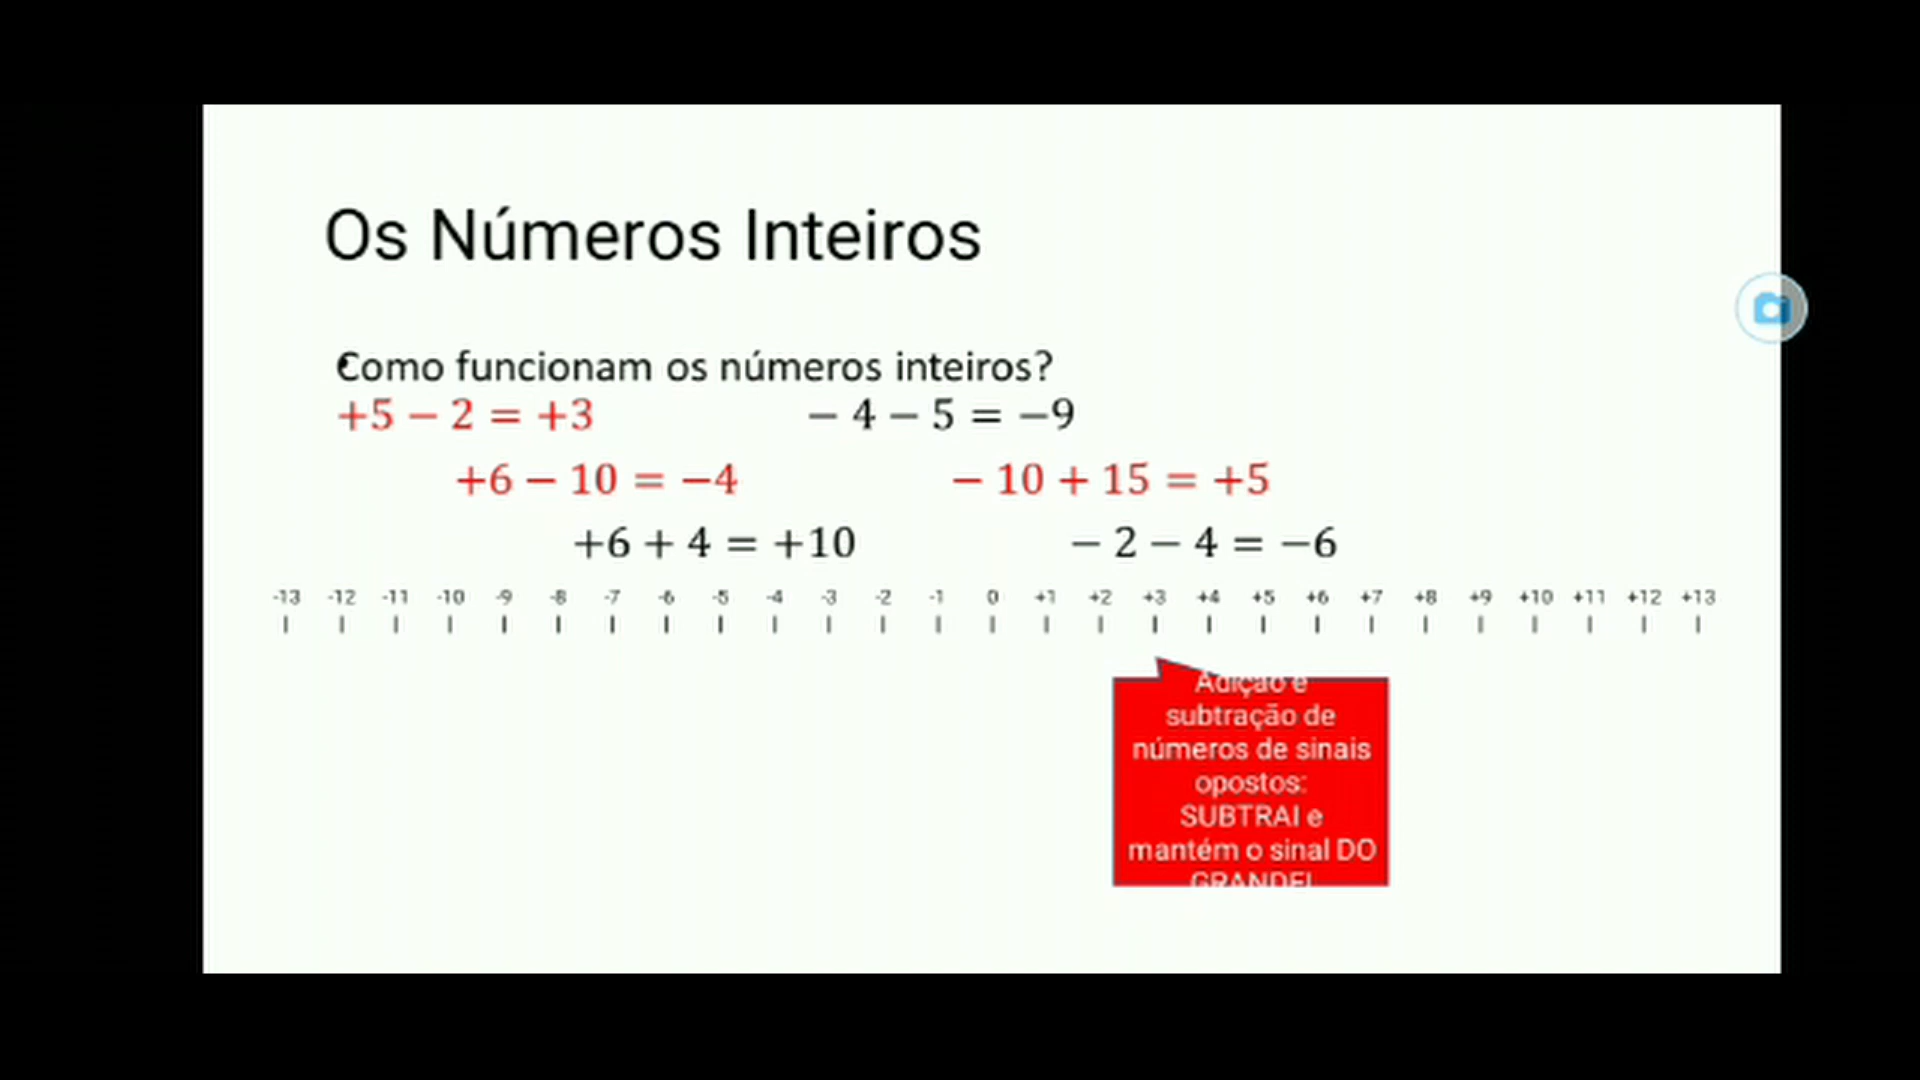 Os Números Inteiros
•Como funcionam os números inteiros?
+5 − 2 = +3 − 4 − 5 = −9
+6 − 10 = −4 − 10 + 15 = +5
+6 + 4 = +10 − 2 − 4 = −6
-13 -12 -11 -10 -9 -8 -7 -6 -5 -4 -3 -2 -1 0 +1 +2 +3 +4 +5 +6 +7 +8 +9 +10 +11 +12 +13
Adição e
subtração de
números de sinais
opostos:
SUBTRAI e
mantém o sinal DO
GRANDE!